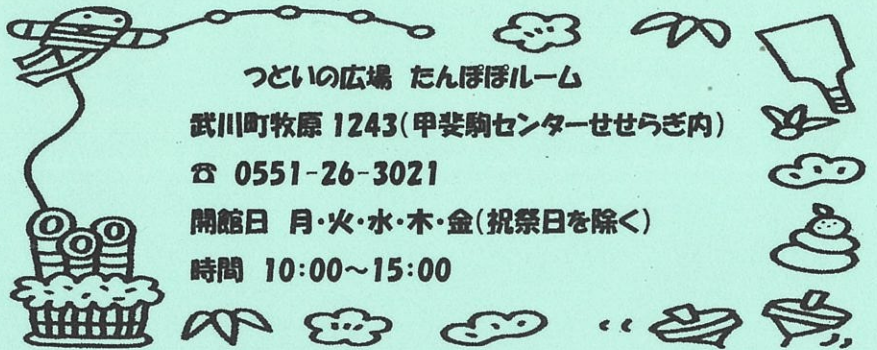 つどいの広場 たんぽぽルーム
武川町牧原 1243(甲斐駒センターせせらぎ内)
☎ 0551-26-3021
開館日 月・火・水・木・金(祝祭日を除く)
時間 10:00～15:00